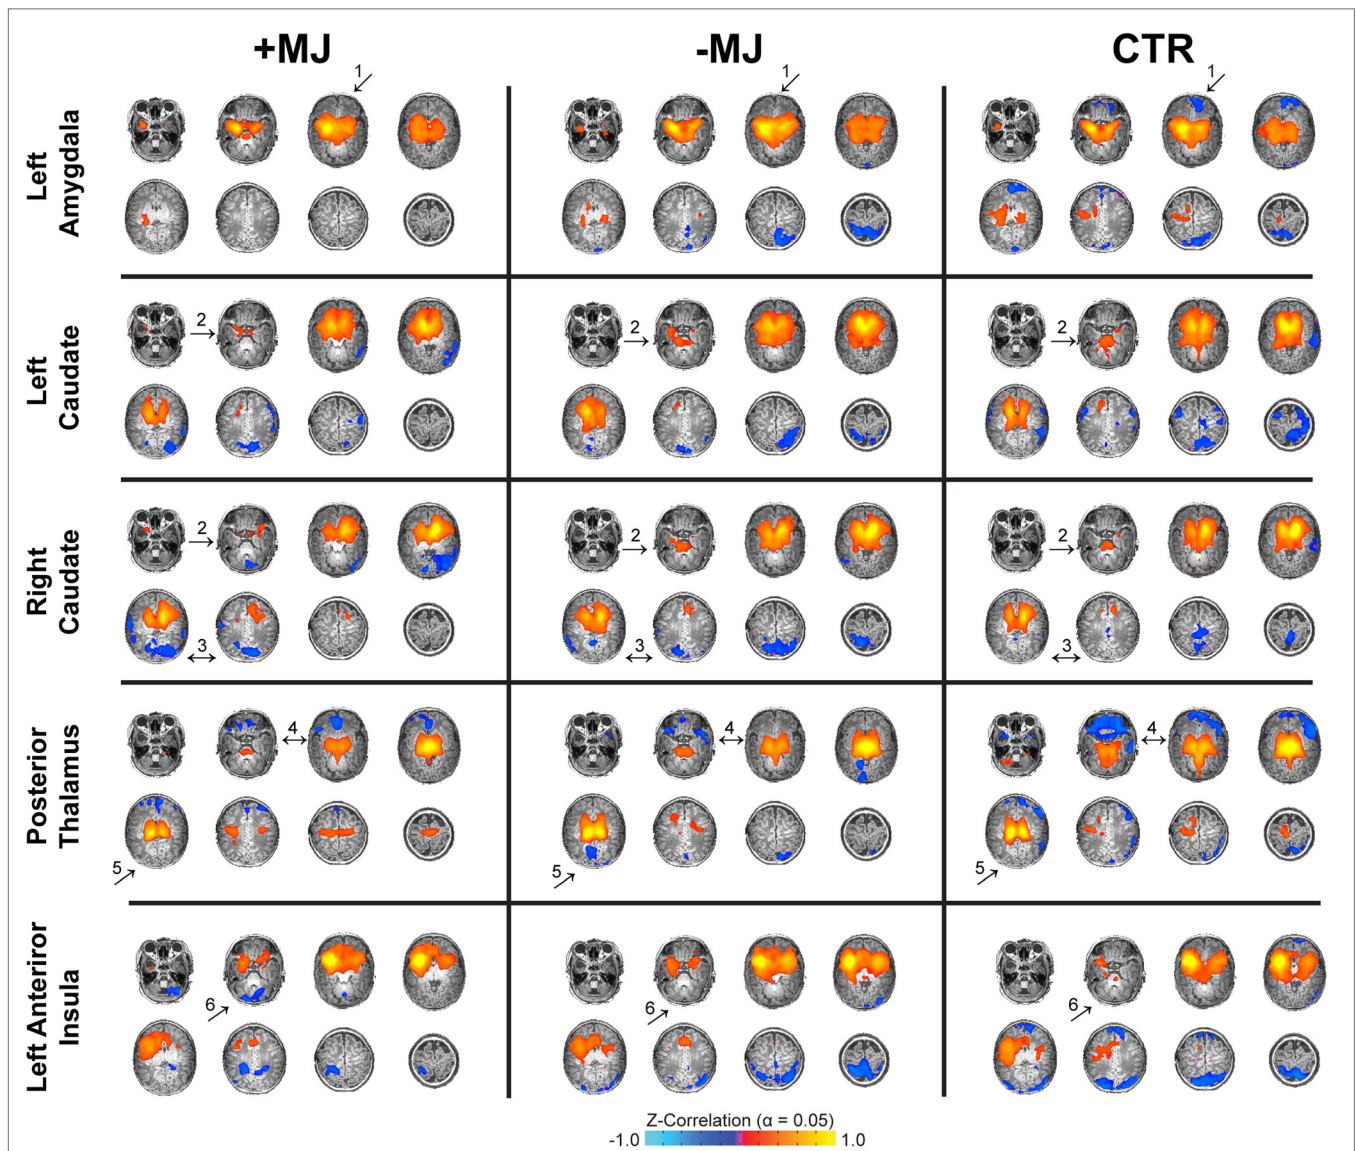 +MJ
-MJ
CTR
1
1
1
Left
Amygdala
2
2
2
Left
Caudate
2
2
2
Right
Caudate
3
3
3
4
4
4
Posterior
Thalamus
5
5
5
Left Anteriror
Insula
6
6
6
Z-Correlation (α = 0.05)
-1.0
1.0